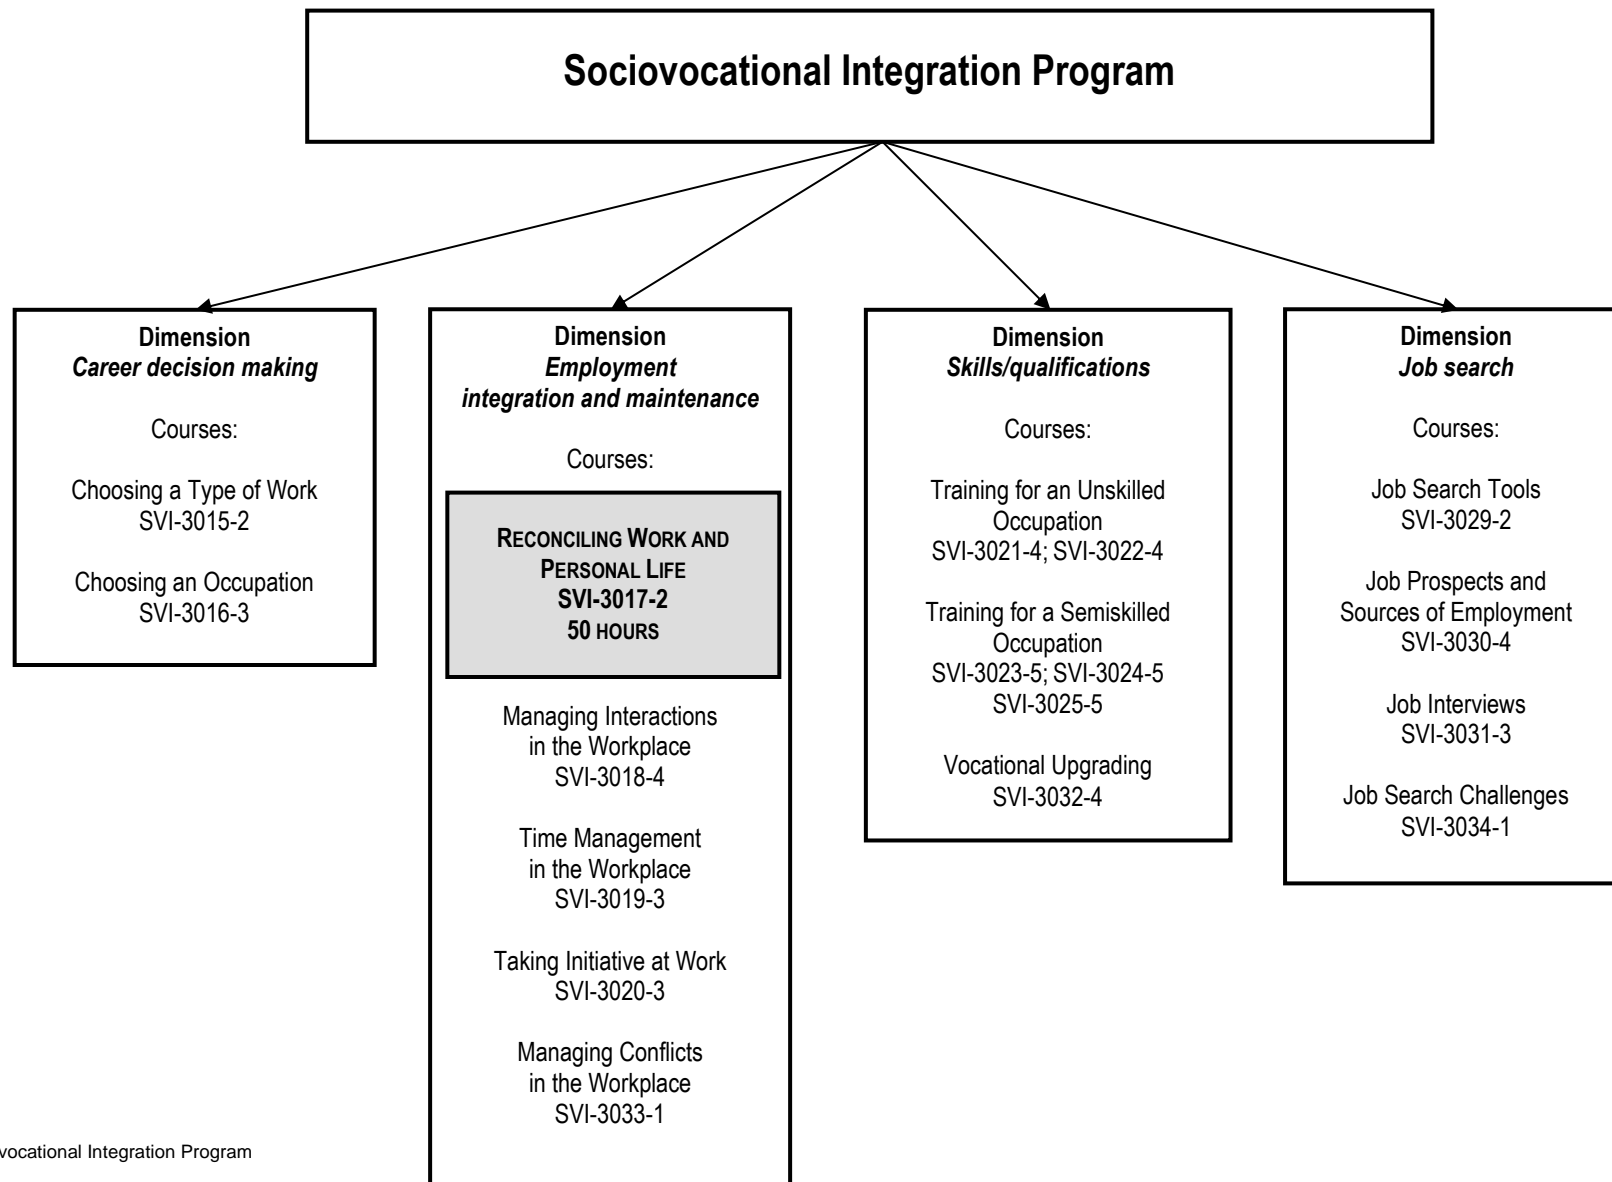 Sociovocational Integration Program
Dimension
Career decision making
Courses:
Choosing a Type of Work
SVI-3015-2
Choosing an Occupation
SVI-3016-3
Dimension
Employment
integration and maintenance
Courses:
RECONCILING WORK AND
PERSONAL LIFE
SVI-3017-2
50 HOURS
Managing Interactions
in the Workplace
SVI-3018-4
Time Management
in the Workplace
SVI-3019-3
Taking Initiative at Work
SVI-3020-3
Managing Conflicts
in the Workplace
SVI-3033-1
Dimension
Skills/qualifications
Courses:
Training for an Unskilled
Occupation
SVI-3021-4; SVI-3022-4
Training for a Semiskilled
Occupation
SVI-3023-5; SVI-3024-5
SVI-3025-5
Vocational Upgrading
SVI-3032-4
Dimension
Job search
Courses:
Job Search Tools
SVI-3029-2
Job Prospects and
Sources of Employment
SVI-3030-4
Job Interviews
SVI-3031-3
Job Search Challenges
SVI-3034-1
vocational Integration Program